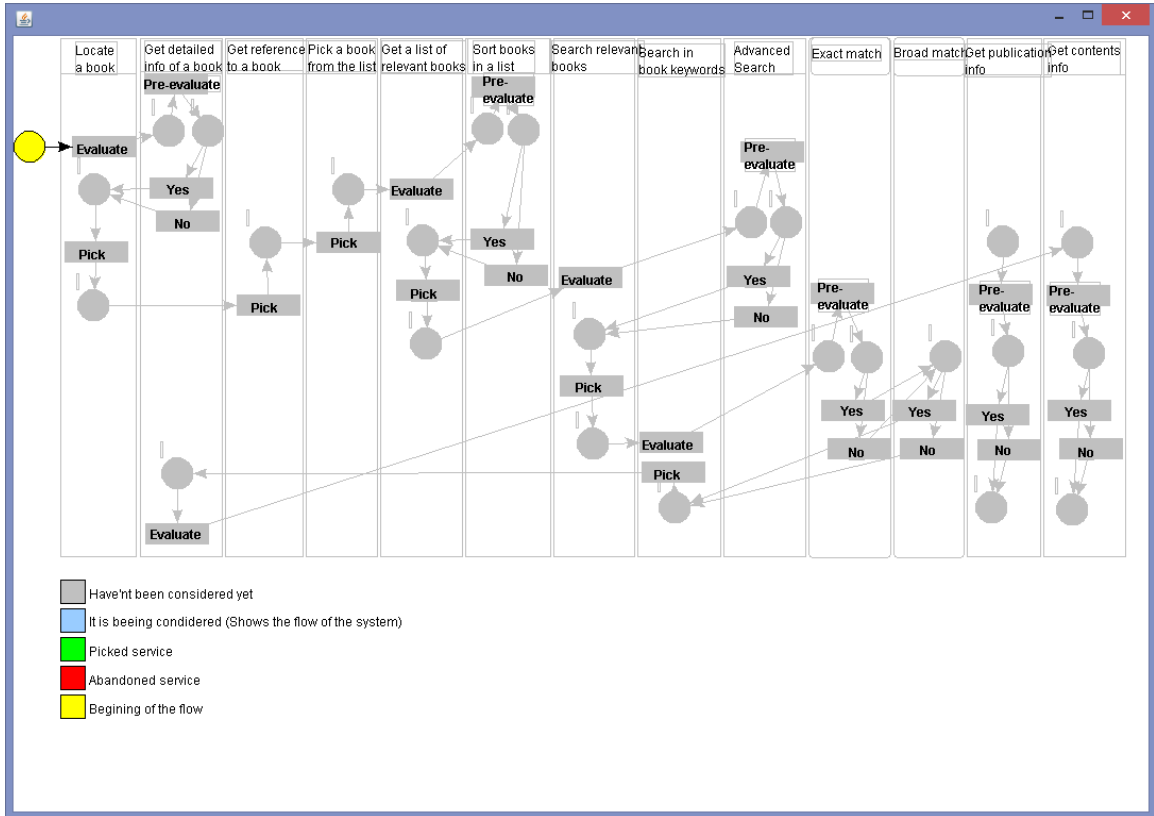 Locate
a book
Get detailed
info of a book
Get reference
to a book
Pick a book
from the list
Get a list of
relevant books
Sort books
in a list
Search relevant
books
Search in
book keywords
Advanced
Search
Exact match
Broad match
Get publication
info
Get contents
info
Pre-evaluate
Pre-
evaluate
Evaluate
Pre-
evaluate
Yes
Evaluate
No
Pick
Yes
Pick
No
Evaluate
Yes
Pick
Pick
Pre-
evaluate
Pre-
evaluate
Pre-
evaluate
No
Pick
Yes
Yes
Yes
Yes
Evaluate
No
No
No
No
Pick
Evaluate
Have'nt been considered yet
It is beeing condidered (Shows the flow of the system)
Picked service
Abandoned service
Begining of the flow